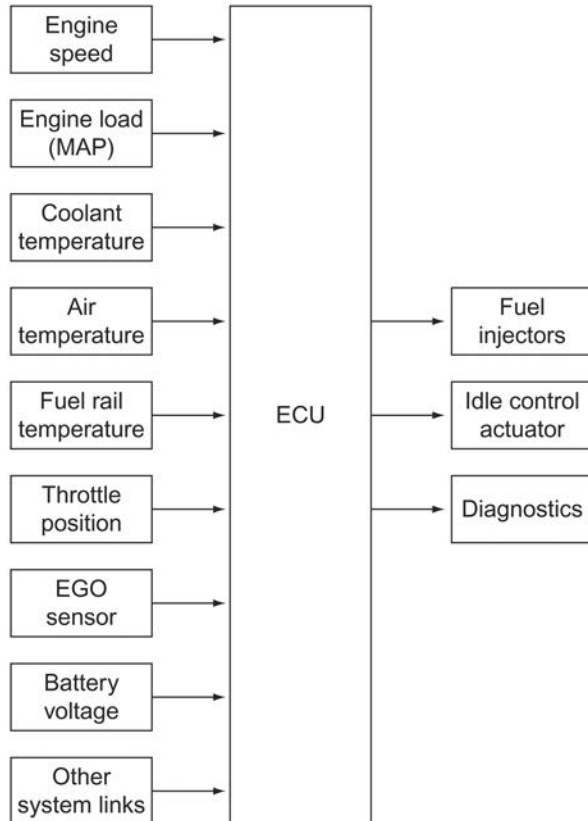 Engine
speed
Engine load
(MAP)
Coolant
temperature
Air
temperature
Fuel rail
temperature
Throttle
position
EGO
sensor
Battery
voltage
Other
system links
ECU
Fuel
injectors
Idle control
actuator
Diagnostics